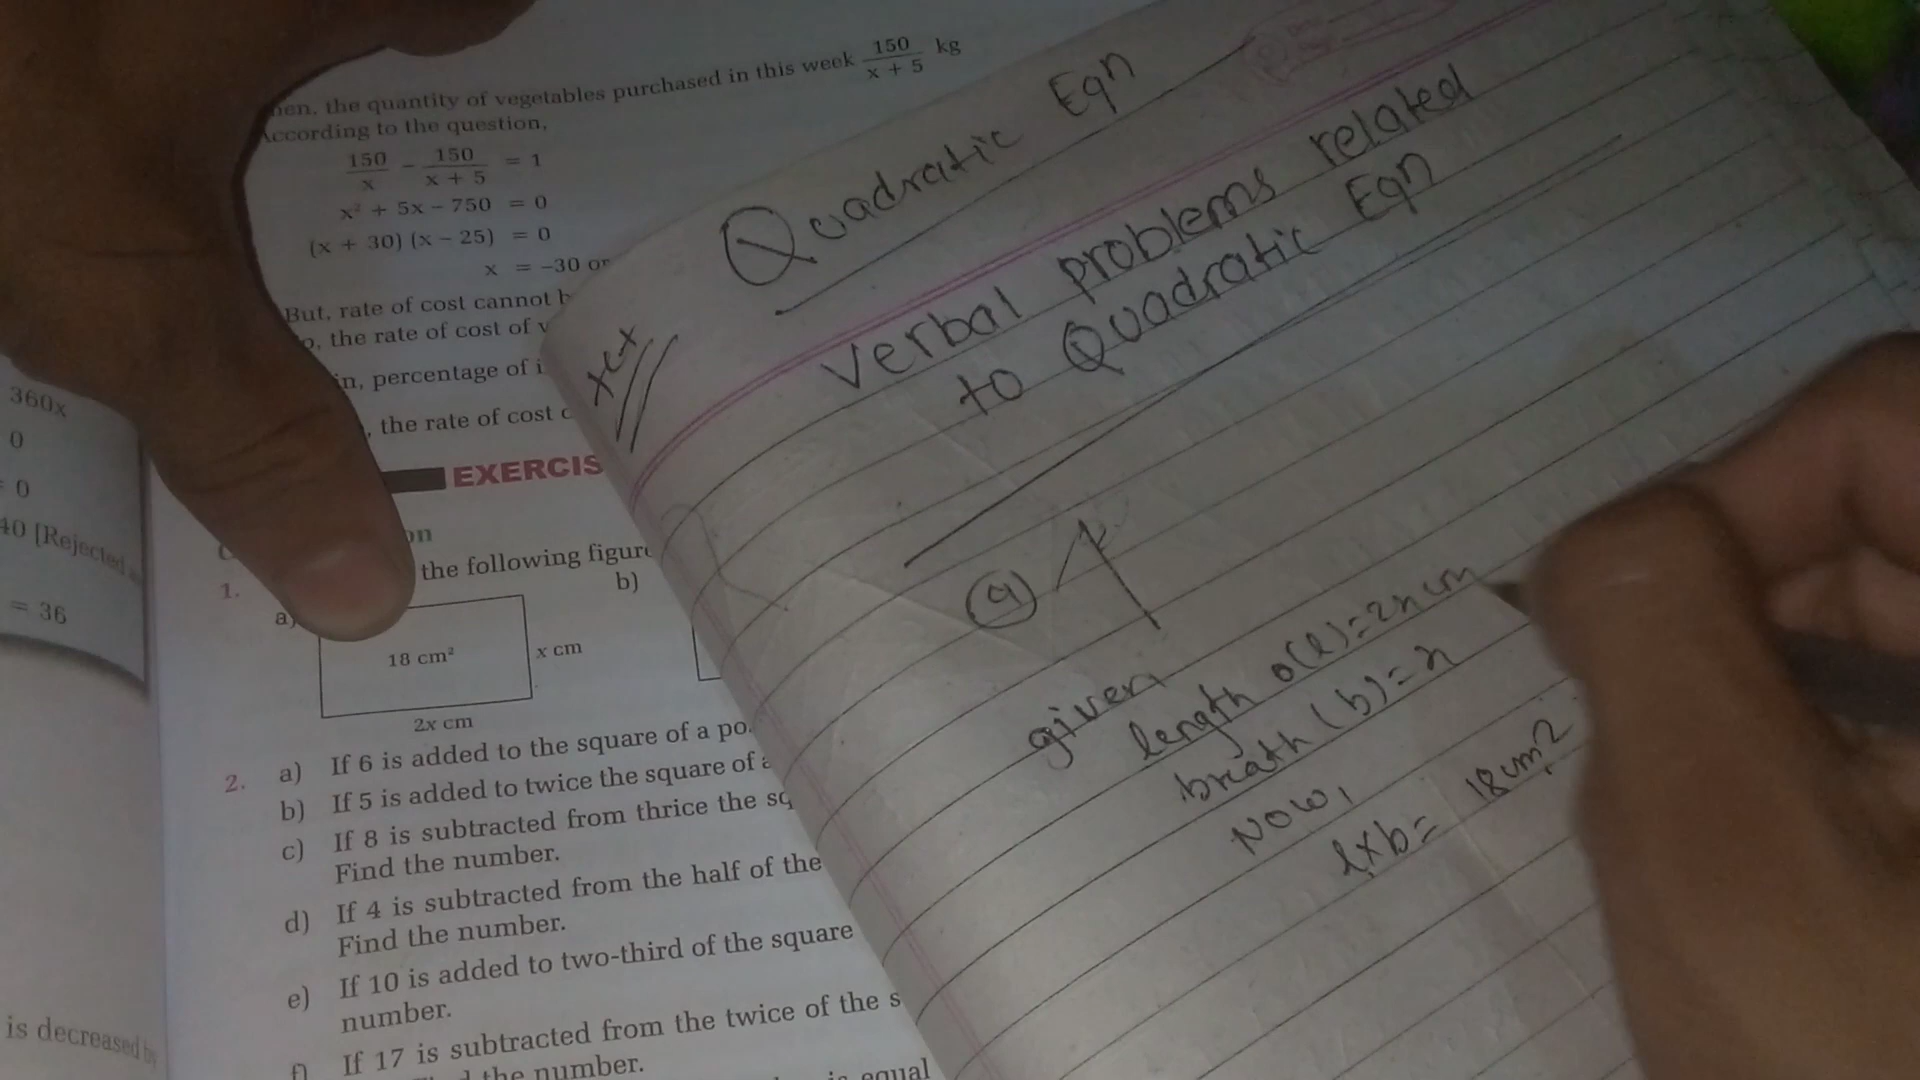 360x
0
= 0
40 [Rejected
= 36
is decreased
the quantity of vegetables purchased in this week 150/(x + 5) kg
According to the question,
150/x - 150/(x + 5) = 1
x² + 5x – 750 = 0
(x + 30) (x – 25) = 0
x = –30 or
But, rate of cost cannot
the rate of cost of
percentage of
, the rate of cost
EXERCIS
1. the following figure
a) b)
18 cm²
x cm
2x cm
2. a) If 6 is added to the square of a
b) If 5 is added to twice the square of
c) If 8 is subtracted from thrice the
Find the number.
d) If 4 is subtracted from the half of the
Find the number.
e) If 10 is added to two-third of the square
number.
f) If 17 is subtracted from the twice of the s
the number.
equal
Quadratic Eqn
verbal problems related
to Quadratic Eqn
given
length (l)=2x cm
breath (b)=x
Now,
l×b= 18cm²